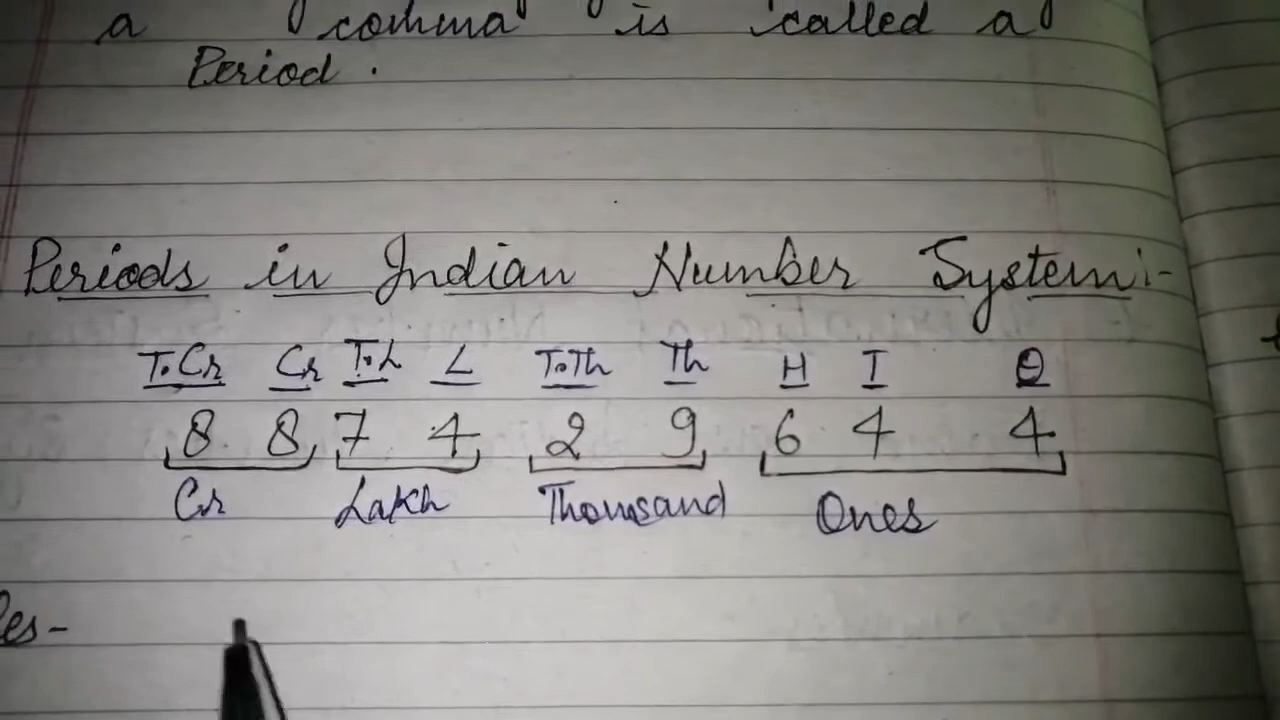 a comma is called a
Period.
Periods in Indian Number System:-
T.Cr Cr T.L L T.Th Th H T O
8 8 7 4 2 9 6 4 4
Cr Lakh Thousand Ones
es-